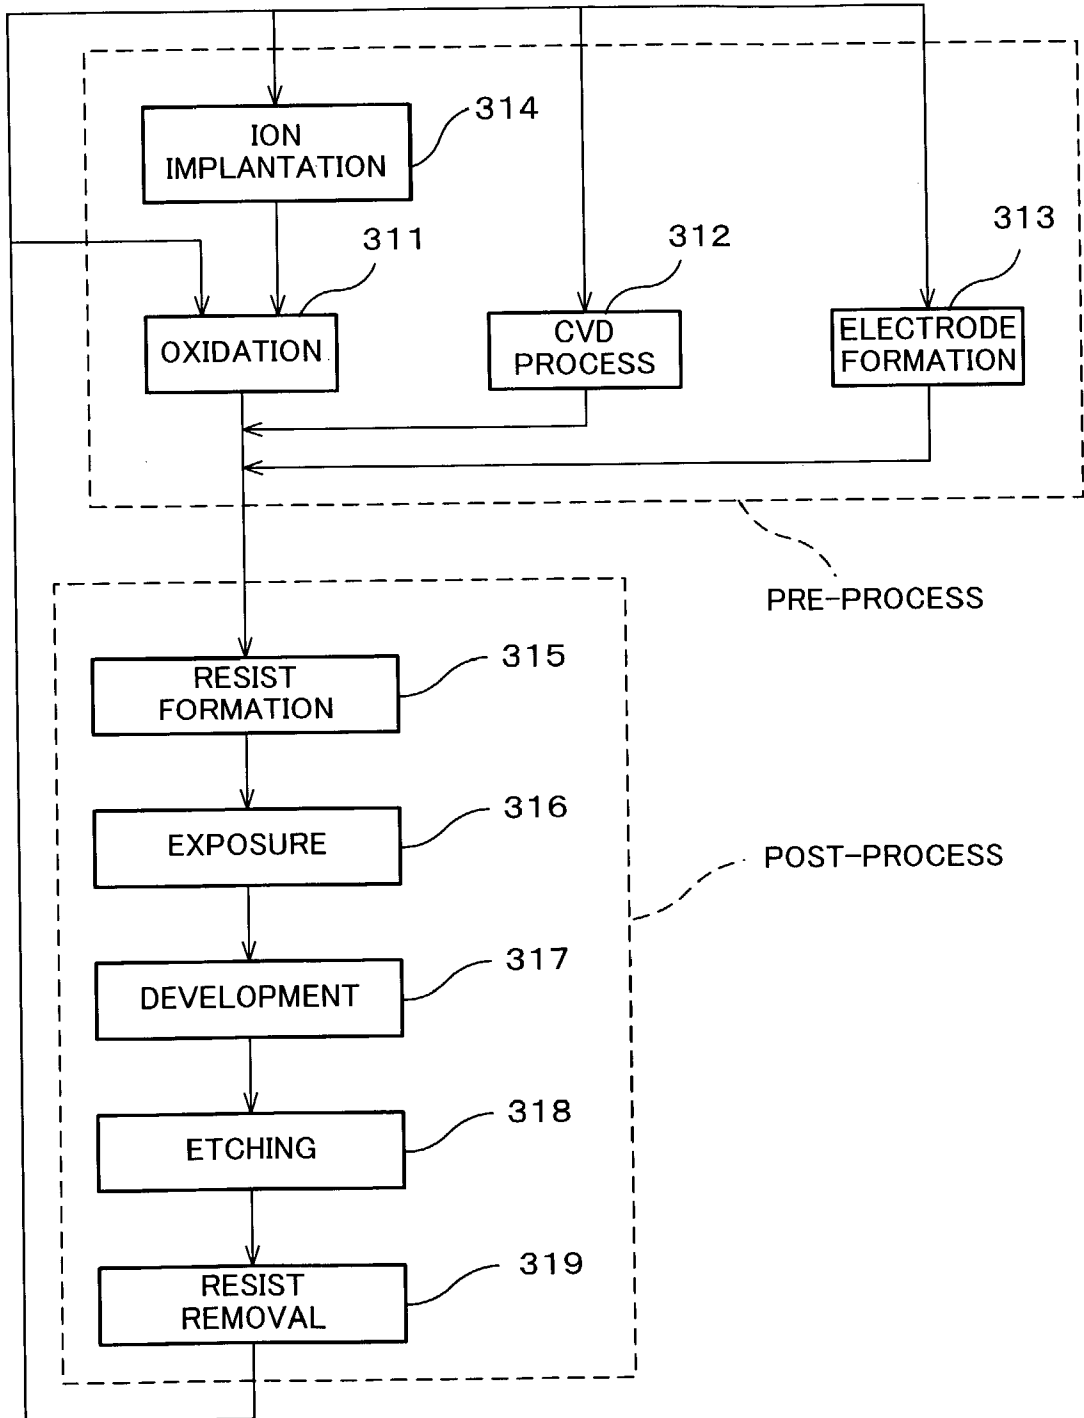 314
ION
IMPLANTATION
311
312
313
OXIDATION
CVD
PROCESS
ELECTRODE
FORMATION
PRE-PROCESS
315
RESIST
FORMATION
316
EXPOSURE
POST-PROCESS
317
DEVELOPMENT
318
ETCHING
319
RESIST
REMOVAL